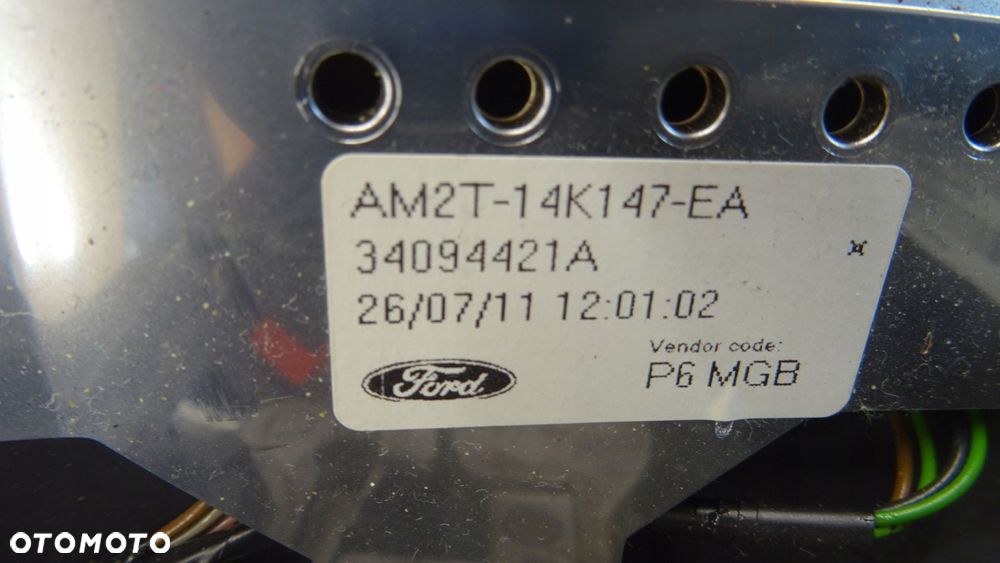 AM2T-14K147-EA
34094421A
26/07/11 12:01:02
Vendor code:
Ford
P6 MGB
OTOMOTO